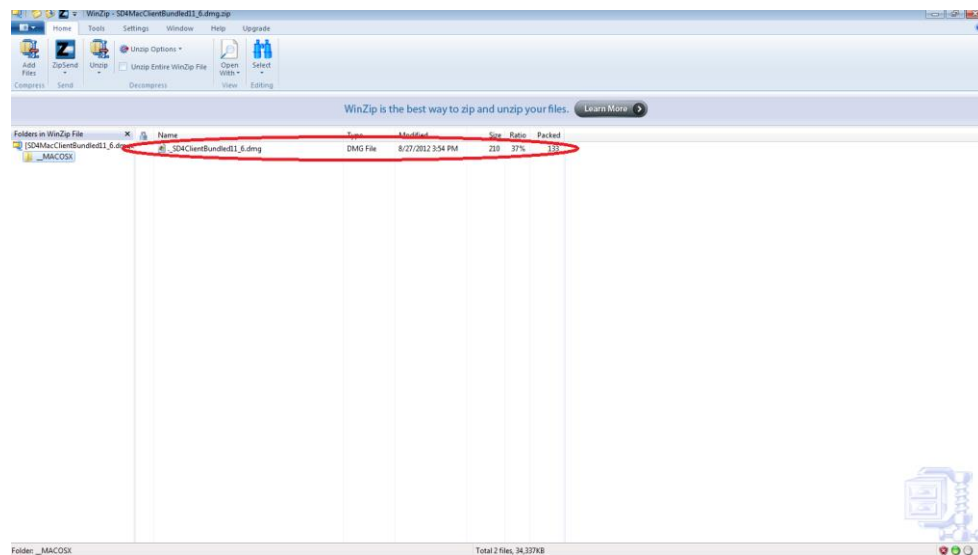 WinZip - SD4MacClientBundled11_6.dmg.zip
Home Tools Settings Window Help Upgrade
Add Files
ZipSend
Unzip
Unzip Options
Unzip Entire WinZip File
Open With
Select
Compress Send Decompress View Editing
WinZip is the best way to zip and unzip your files. Learn More
Folders in WinZip File Name Type Modified Size Ratio Packed
[SD4MacClientBundled11_6.dmg
._SD4ClientBundled11_6.dmg DMG File 8/27/2012 3:54 PM 210 37% 133
__MACOSX
Folder: __MACOSX Total 2 files, 34,337KB